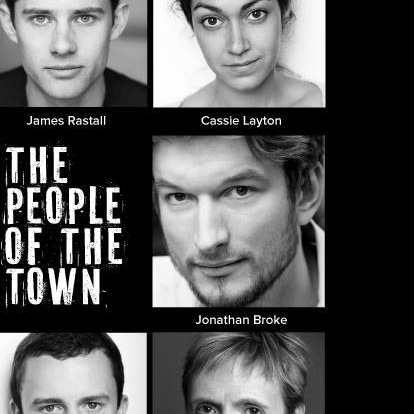 James Rastall
Cassie Layton
THE
PEOPLE
OF THE
TOWN
Jonathan Broke